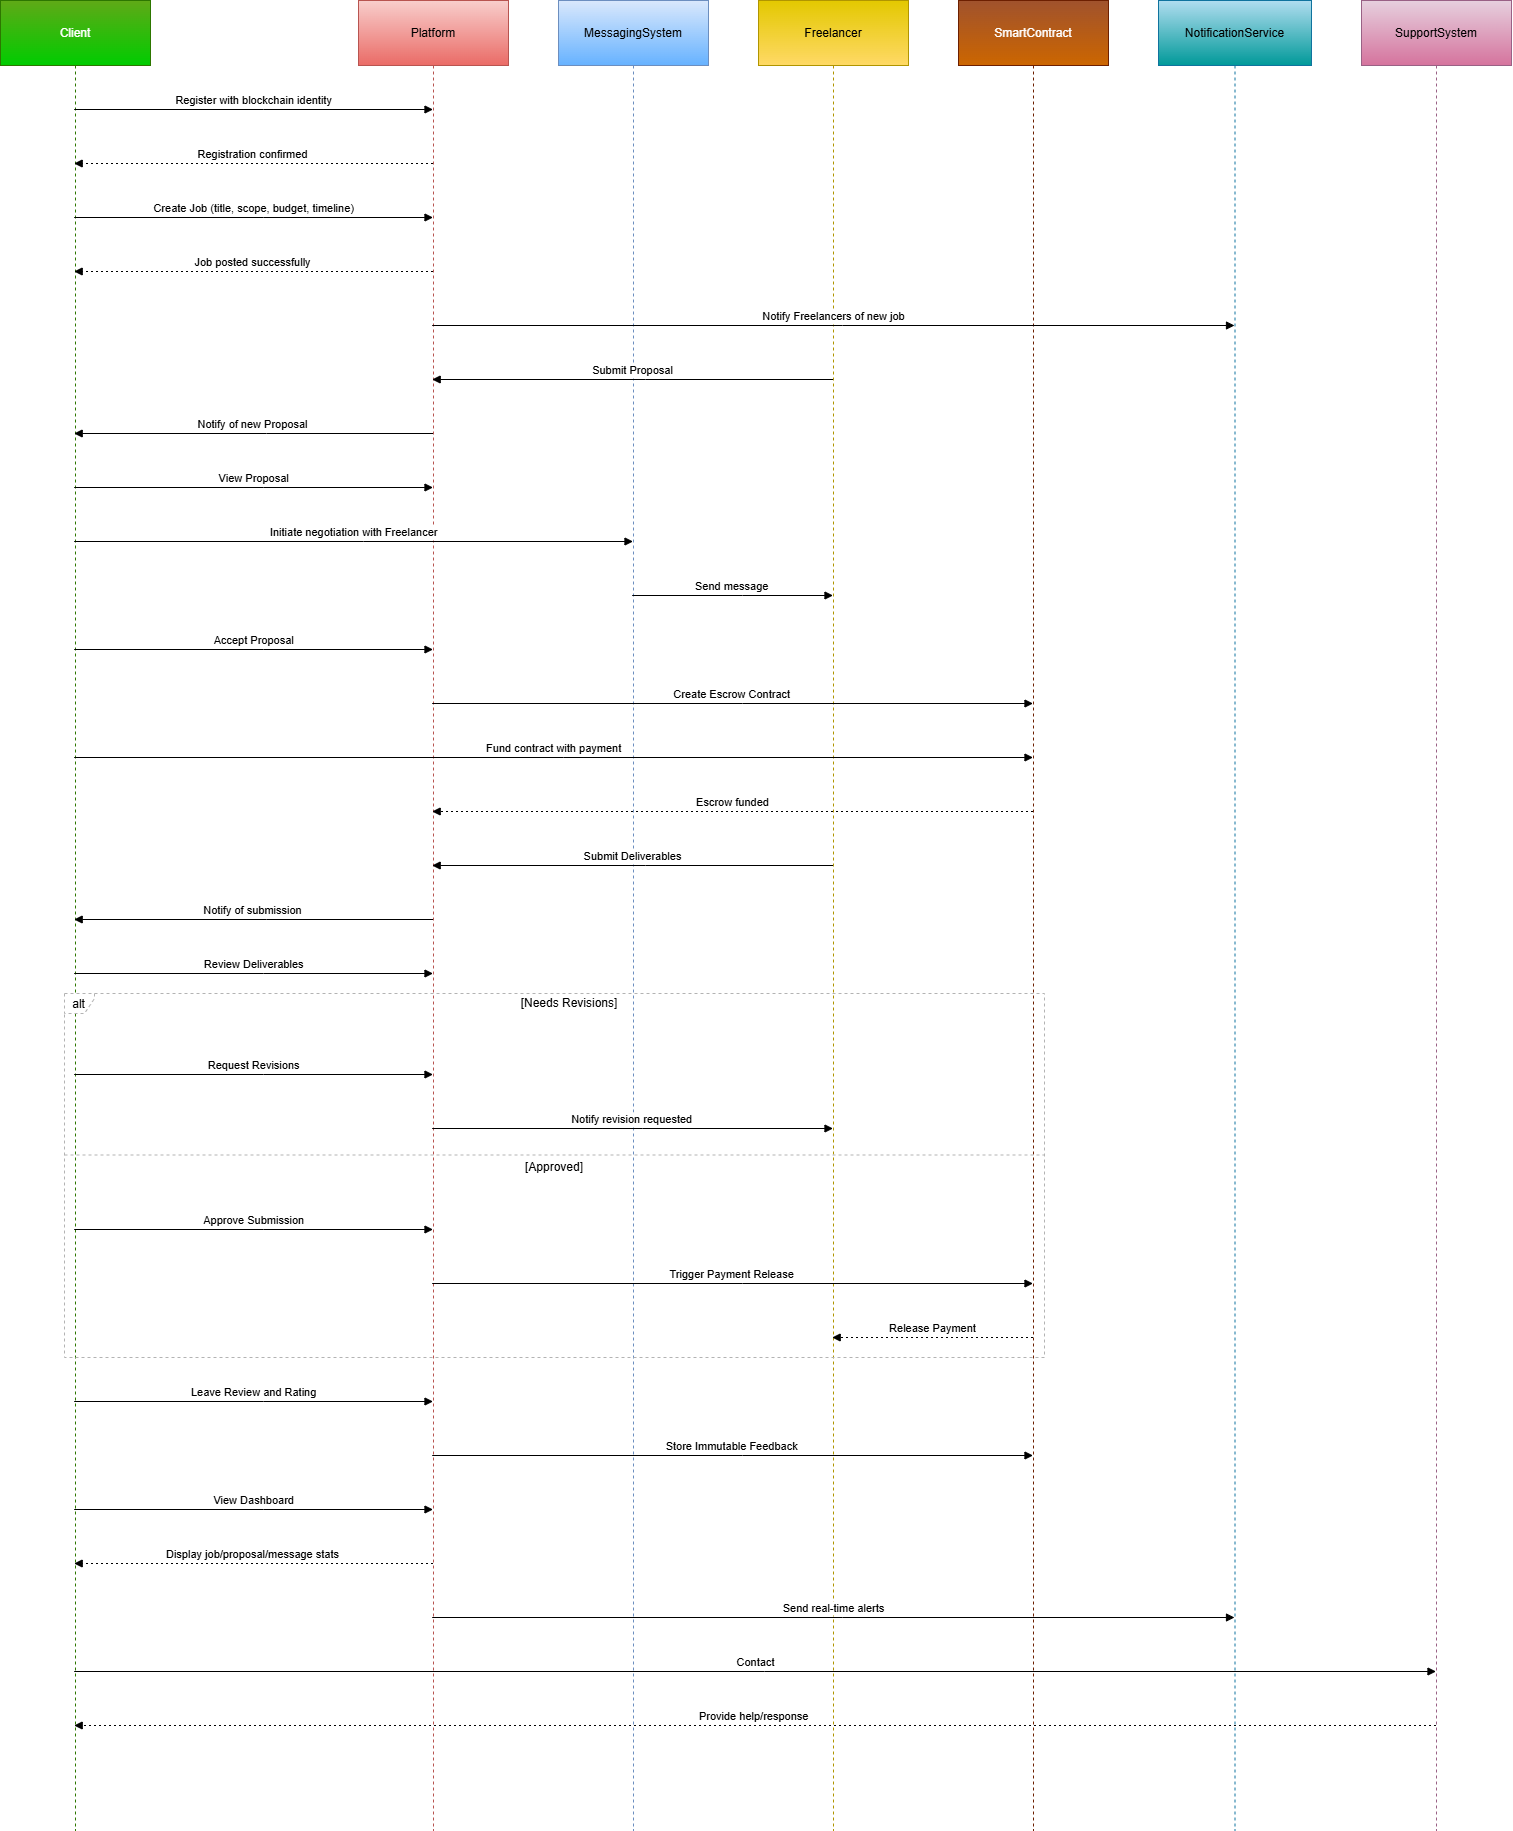 Client
Platform
MessagingSystem
Freelancer
SmartContract
NotificationService
SupportSystem
Register with blockchain identity
Registration confirmed
Create Job (title, scope, budget, timeline)
Job posted successfully
Notify Freelancers of new job
Submit Proposal
Notify of new Proposal
View Proposal
Initiate negotiation with Freelancer
Send message
Accept Proposal
Create Escrow Contract
Fund contract with payment
Escrow funded
Submit Deliverables
Notify of submission
Review Deliverables
alt
[Needs Revisions]
Request Revisions
Notify revision requested
[Approved]
Approve Submission
Trigger Payment Release
Release Payment
Leave Review and Rating
Store Immutable Feedback
View Dashboard
Display job/proposal/message stats
Send real-time alerts
Contact
Provide help/response